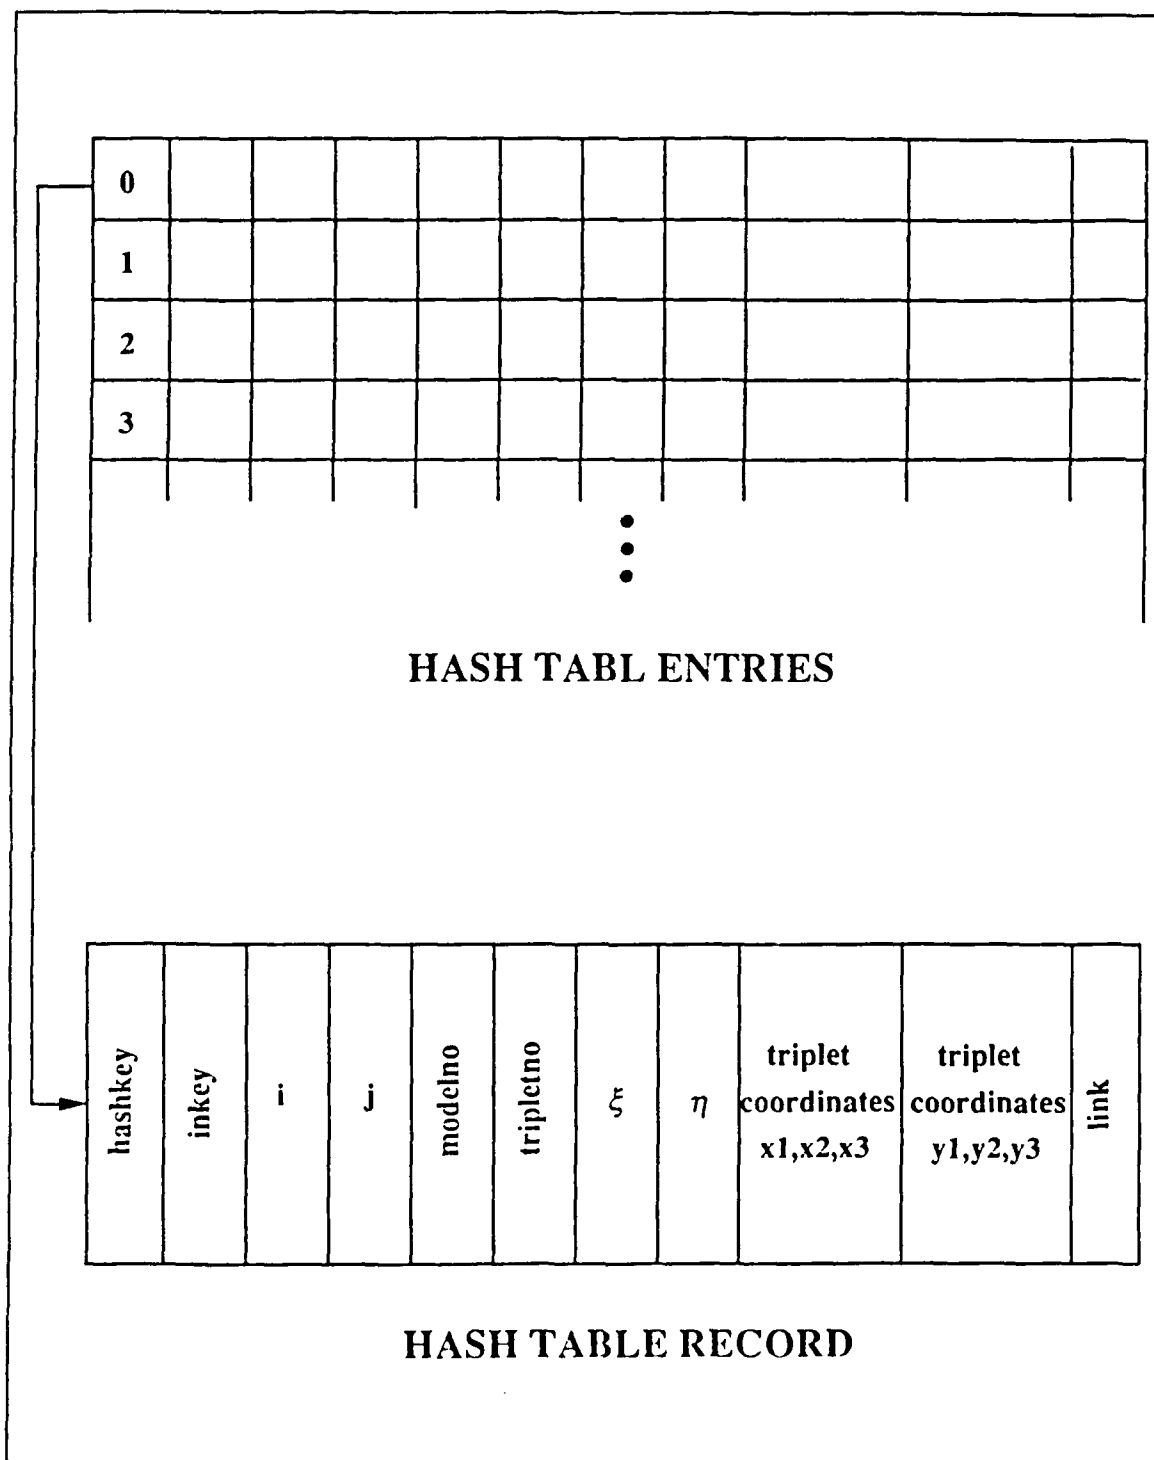 0
1
2
3
HASH TABL ENTRIES
hashkey
inkey
i
j
modelno
tripletno
ξ
η
triplet
coordinates
x1,x2,x3
triplet
coordinates
y1,y2,y3
link
HASH TABLE RECORD